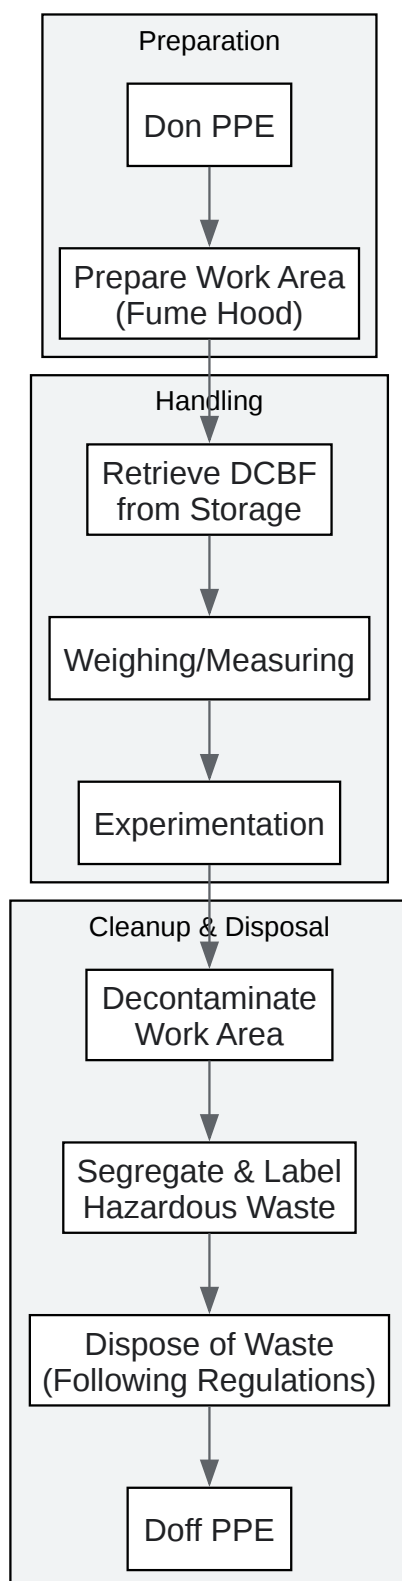 Preparation
Don PPE
Prepare Work Area
(Fume Hood)
Handling
Retrieve DCBF
from Storage
Weighing/Measuring
Experimentation
Cleanup & Disposal
Decontaminate
Work Area
Segregate & Label
Hazardous Waste
Dispose of Waste
(Following Regulations)
Doff PPE